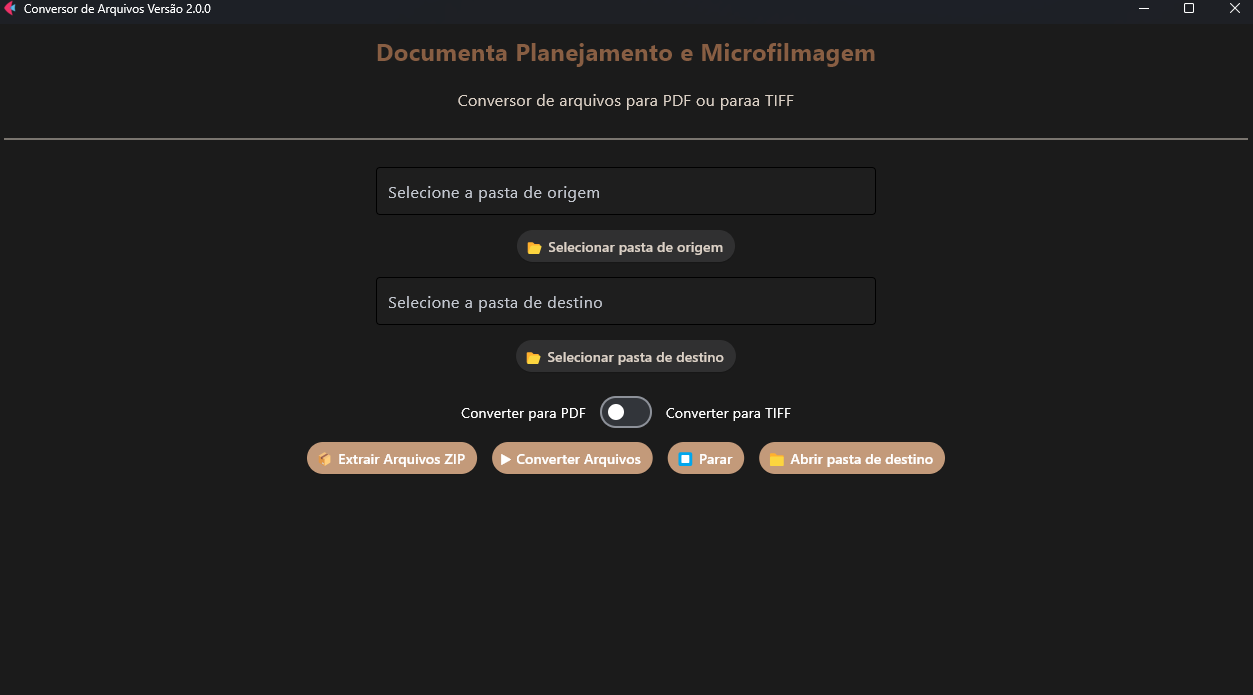 Conversor de Arquivos Versão 2.0.0
Documenta Planejamento e Microfilmagem
Conversor de arquivos para PDF ou paraa TIFF
Selecione a pasta de origem
Selecionar pasta de origem
Selecione a pasta de destino
Selecionar pasta de destino
Converter para PDF Converter para TIFF
Extrair Arquivos ZIP Converter Arquivos Parar Abrir pasta de destino